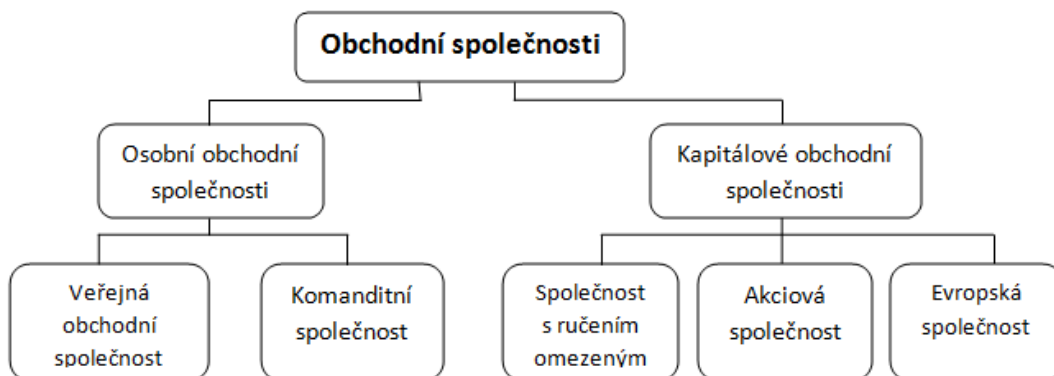 Obchodní společnosti
Osobní obchodní
společnosti
Kapitálové obchodní
společnosti
Veřejná
obchodní
společnost
Komanditní
společnost
Společnost
s ručením
omezeným
Akciová
společnost
Evropská
společnost